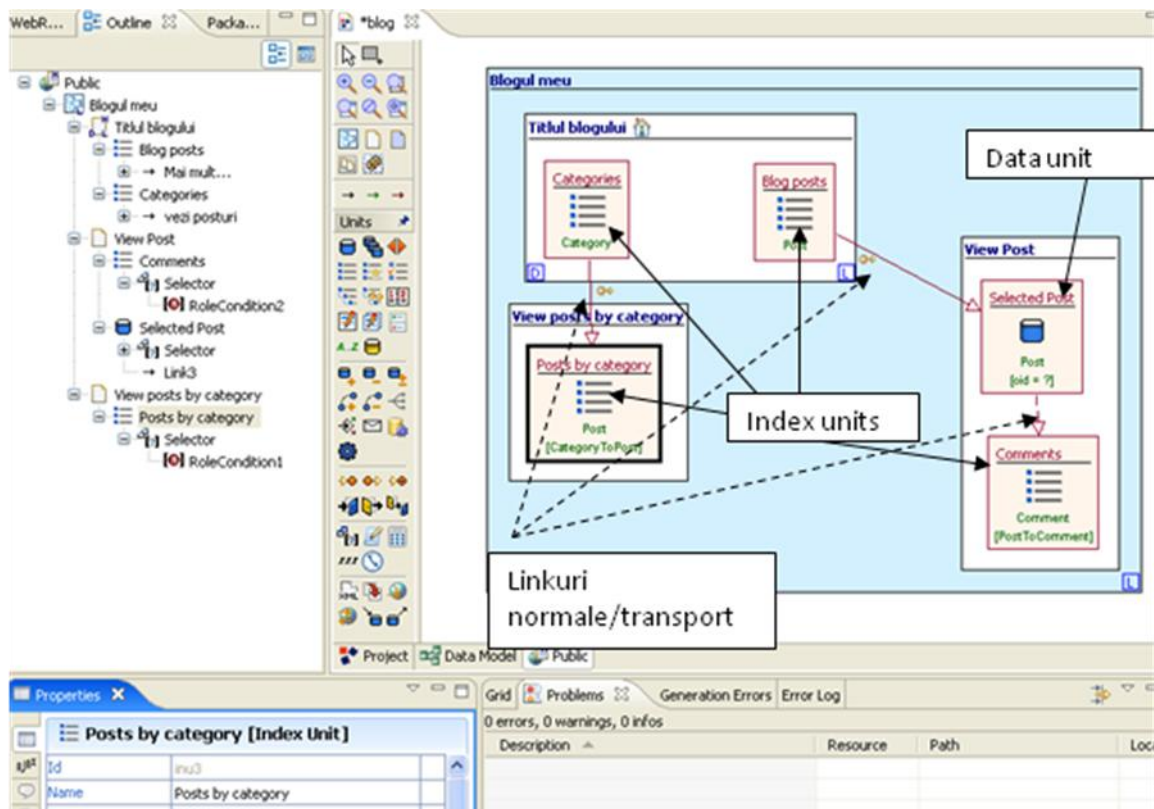 WebR...
Outline
Packa...
*blog
Public
Blogul meu
Titlul blogului
Blog posts
Mai mult...
Categories
vezi posturi
View Post
Comments
Selector
RoleCondition2
Selected Post
Selector
Link3
View posts by category
Posts by category
Selector
RoleCondition1
Units
A..Z
XML
Blogul meu
Titlul blogului
Categories
Category
Blog posts
Post
D
L
Data unit
View Post
Selected Post
Post
[oid = ?]
View posts by category
Posts by category
Post
[CategoryToPost]
Index units
Comments
Comment
[PostToComment]
L
Linkuri
normale/transport
Project
Data Model
Public
Properties
Posts by category [Index Unit]
Id
inu3
Name
Posts by category
Grid
Problems
Generation Errors
Error Log
0 errors, 0 warnings, 0 infos
Description
Resource
Path
Loca